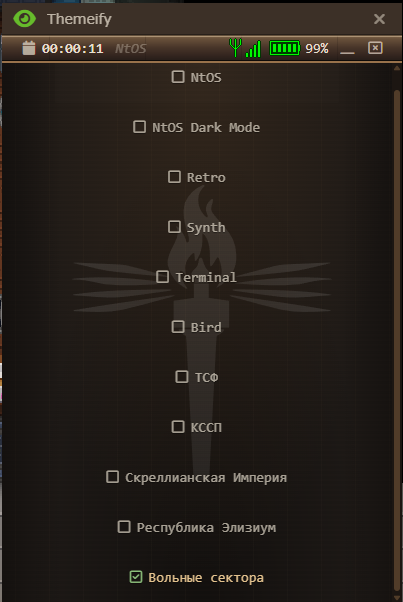 Themeify
00:00:11 NtOS 99%
NtOS
NtOS Dark Mode
Retro
Synth
Terminal
Bird
ТСФ
КССП
Скреллианская Империя
Республика Элизиум
Вольные сектора